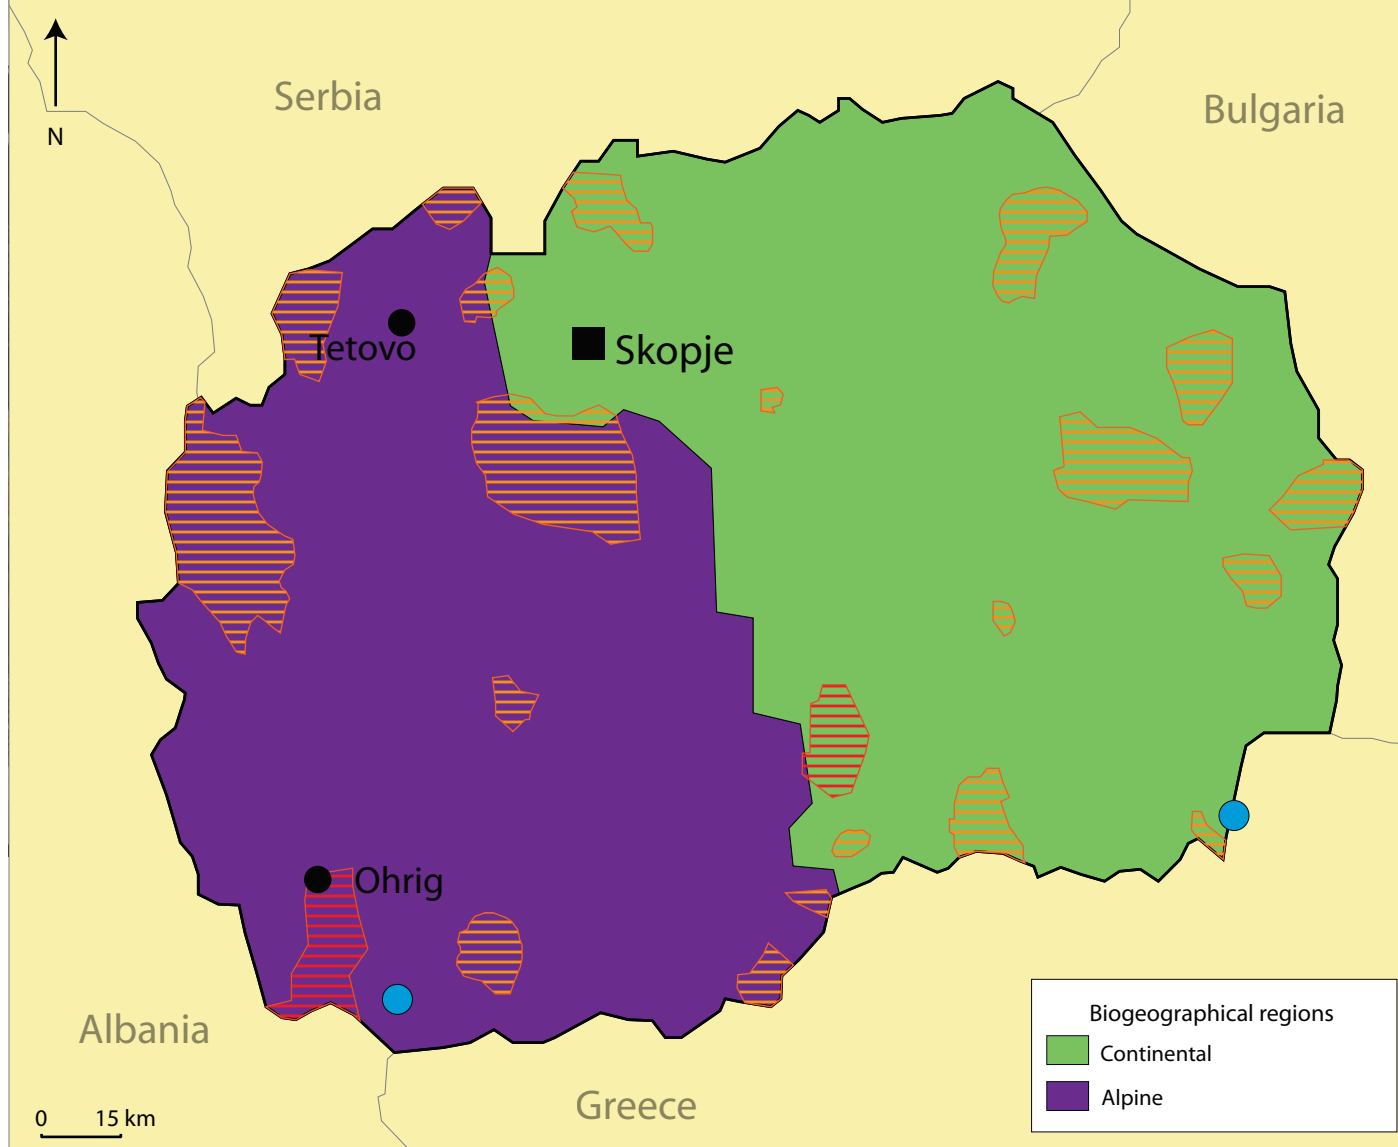 Serbia
Bulgaria
N
Tetovo
Skopje
Ohrig
Albania
Greece
Biogeographical regions
Continental
Alpine
0 15 km